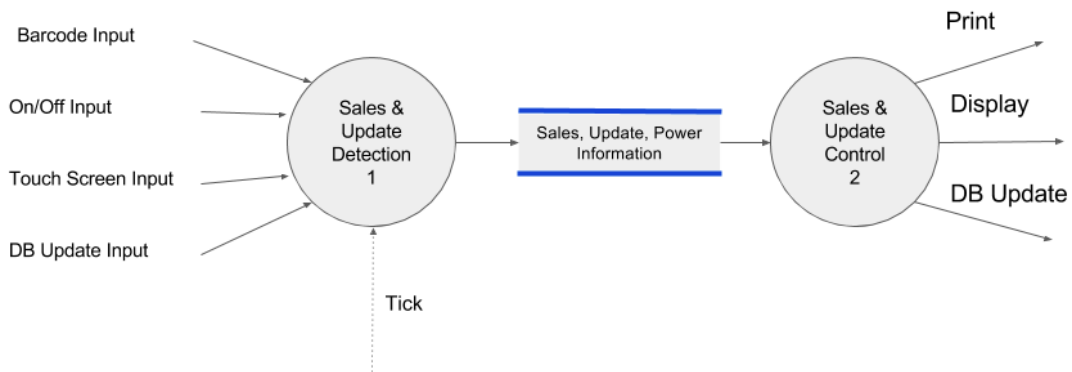 Barcode Input
On/Off Input
Touch Screen Input
DB Update Input
Sales &
Update
Detection
1
Tick
Sales, Update, Power
Information
Sales &
Update
Control
2
Print
Display
DB Update